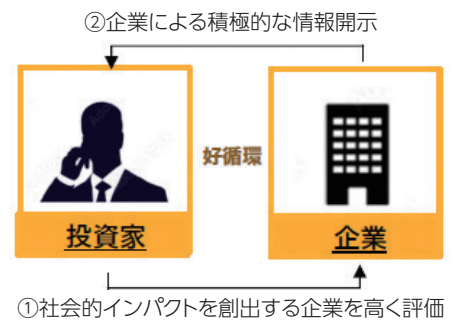 ②企業による積極的な情報開示
好循環
投資家
企業
①社会的インパクトを創出する企業を高く評価